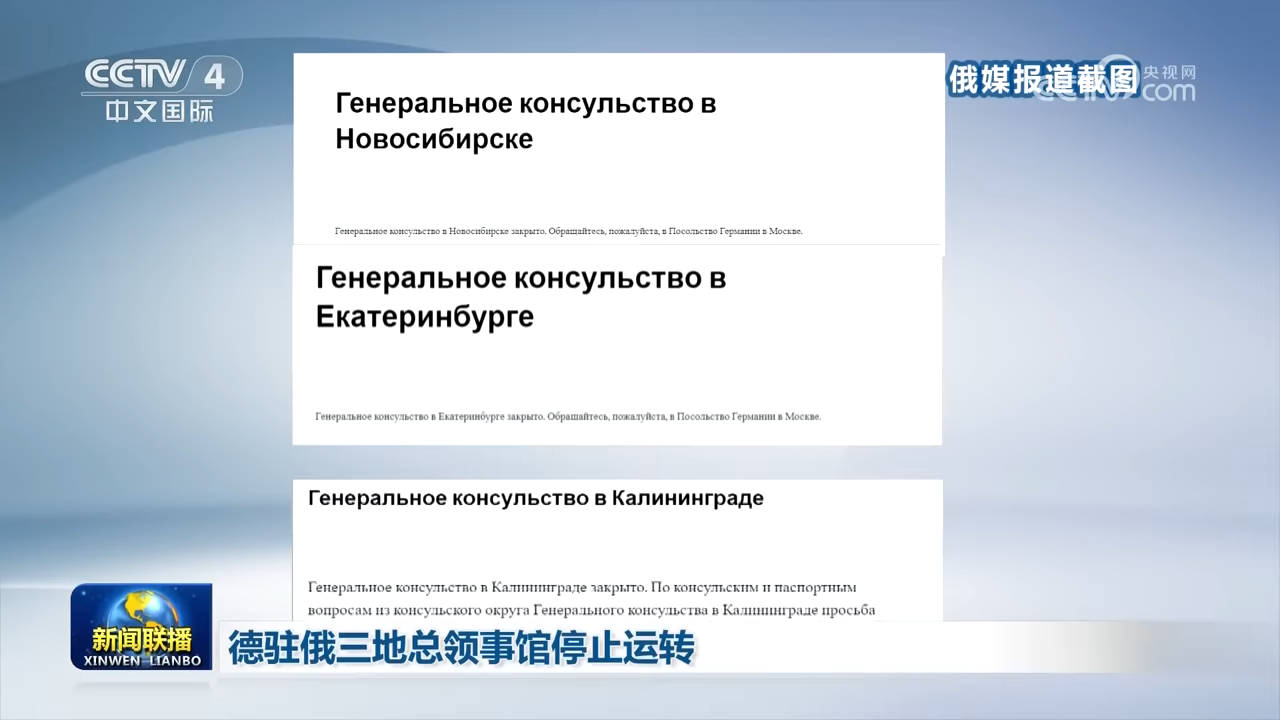 CCTV 4
中文国际
俄媒报道截图
央视网
com
Генеральное консульство в
Новосибирске
Генеральное консульство в Новосибирске закрыто. Обращайтесь, пожалуйста, в Посольство Германии в Москве.
Генеральное консульство в
Екатеринбурге
Генеральное консульство в Екатеринбурге закрыто. Обращайтесь, пожалуйста, в Посольство Германии в Москве.
Генеральное консульство в Калининграде
Генеральное консульство в Калининграде закрыто. По консульским и паспортным
вопросам из консульского округа Генерального консульства в Калининграде просьба
新闻联播
XINWEN LIANBO
德驻俄三地总领事馆停止运转